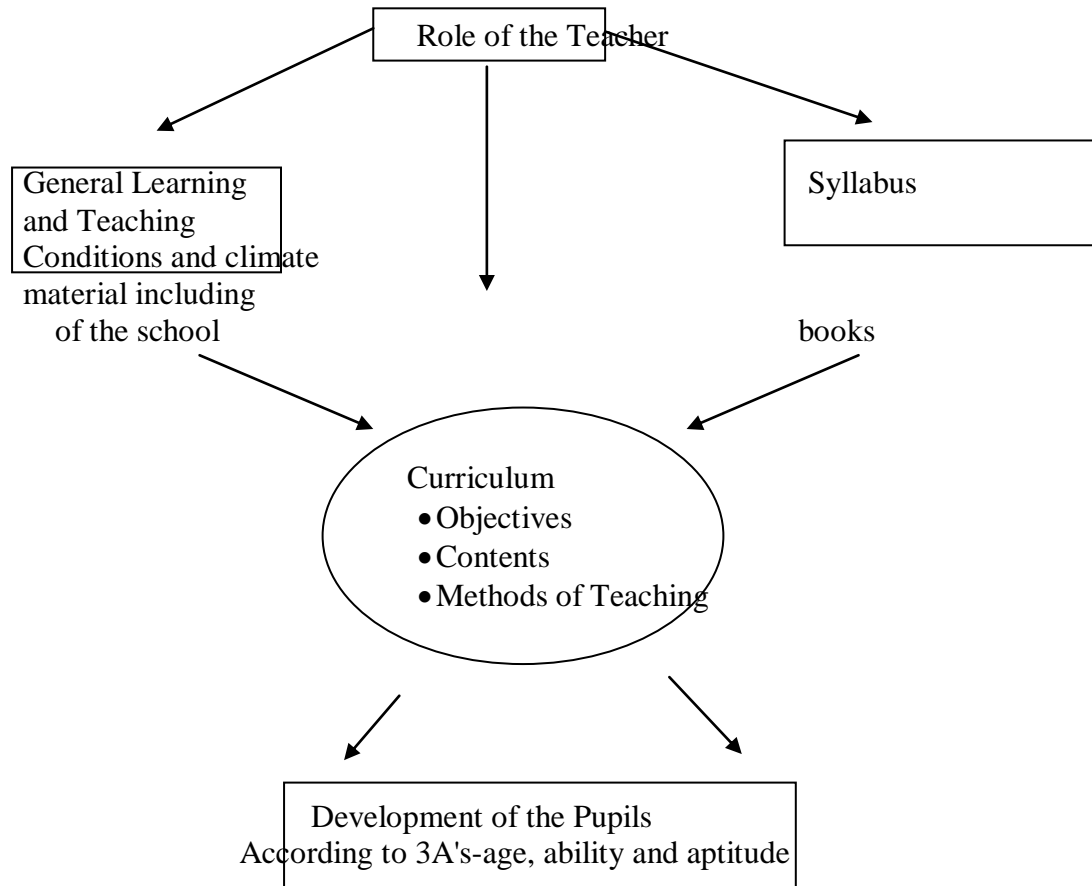 Role of the Teacher
General Learning
and Teaching
Conditions and climate
material including
of the school
Syllabus
books
Curriculum
•Objectives
•Contents
•Methods of Teaching
Development of the Pupils
According to 3A's-age, ability and aptitude